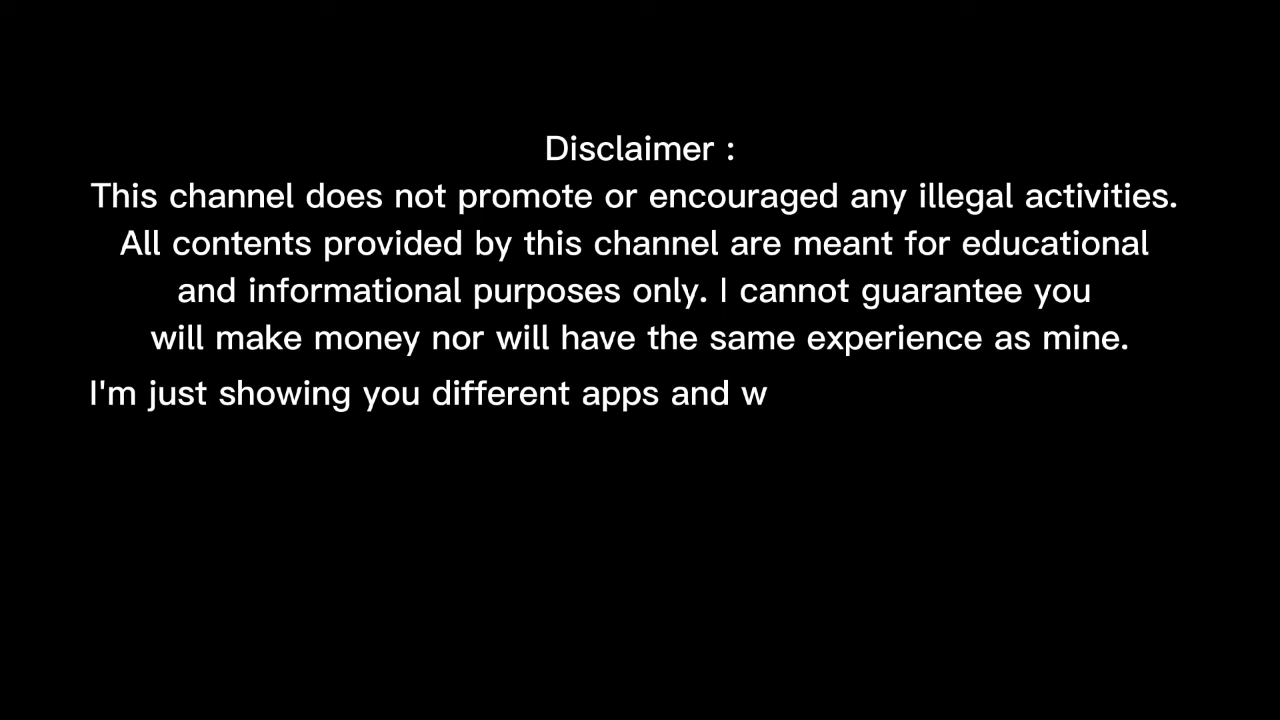 Disclaimer :
This channel does not promote or encouraged any illegal activities.
All contents provided by this channel are meant for educational
and informational purposes only. I cannot guarantee you
will make money nor will have the same experience as mine.
I'm just showing you different apps and w